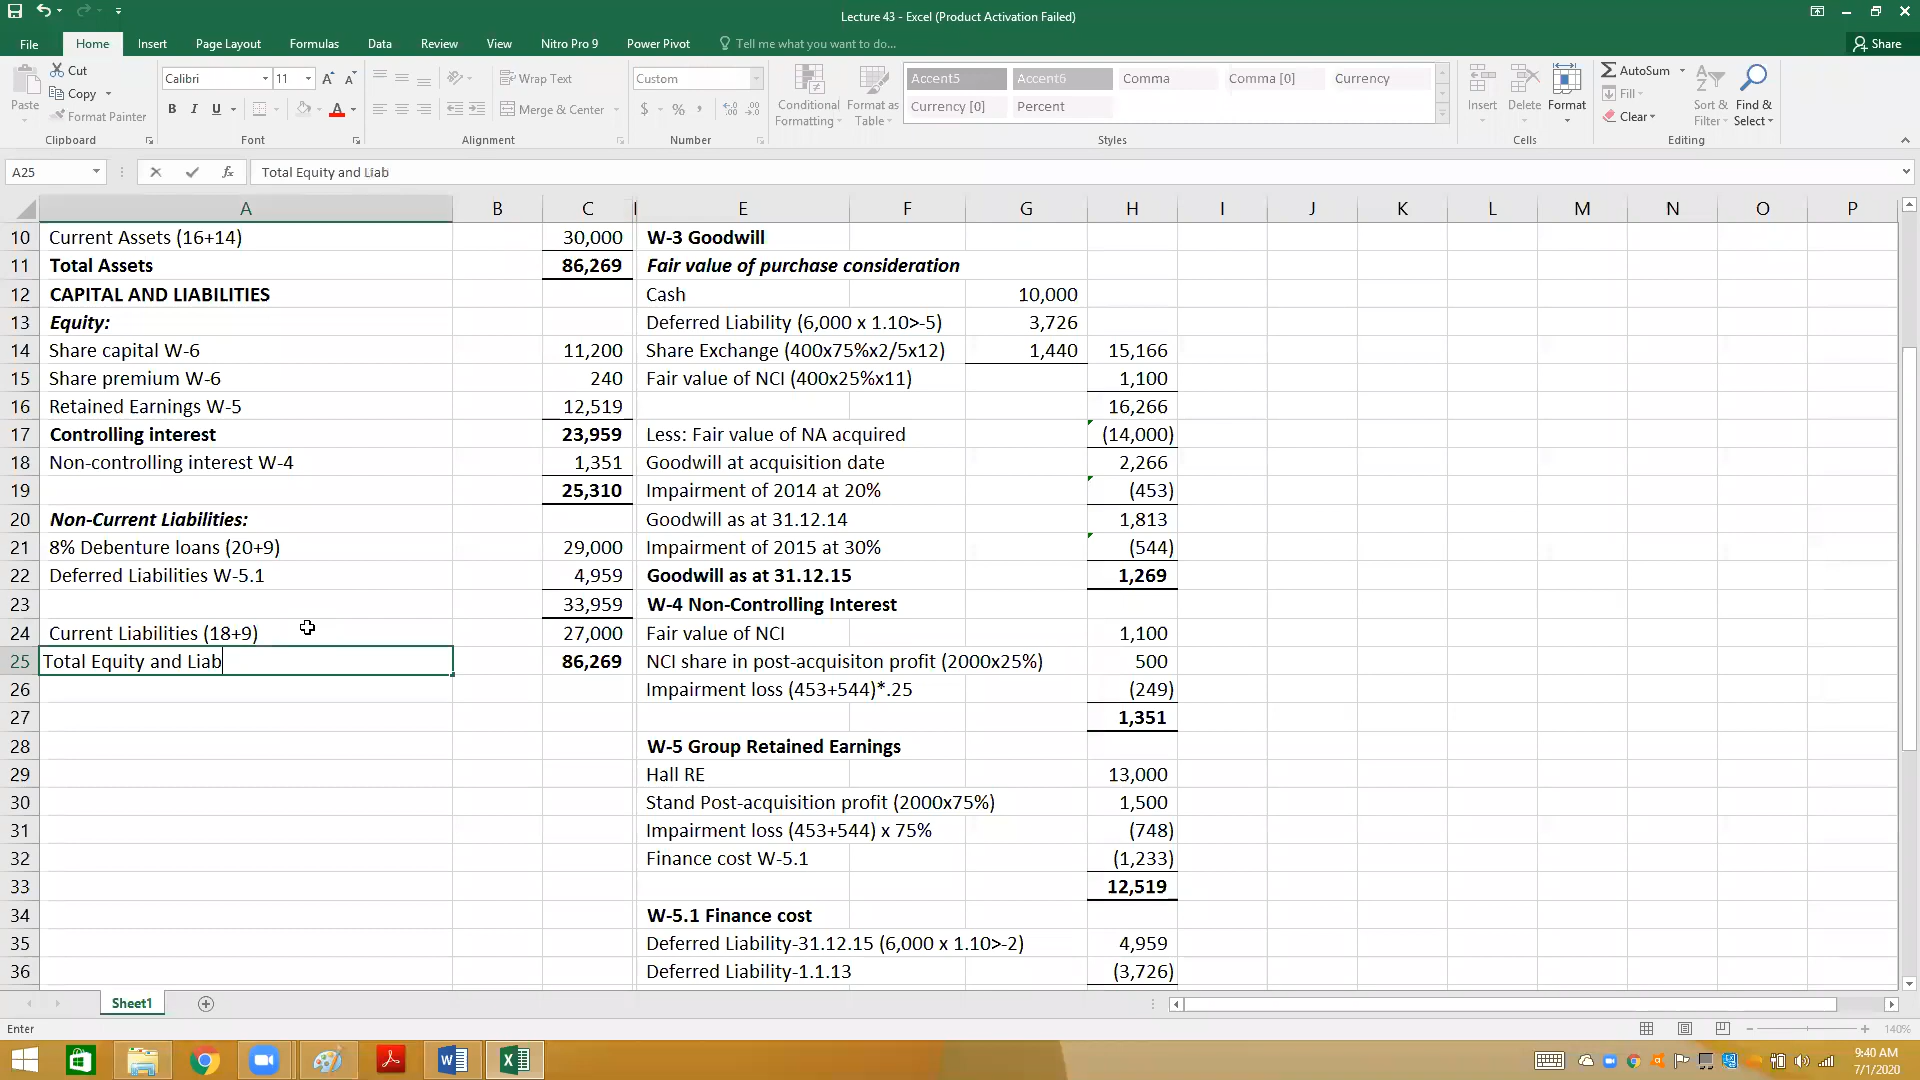 Lecture 43 - Excel (Product Activation Failed)
File Home Insert Page Layout Formulas Data Review View Nitro Pro 9 Power Pivot Tell me what you want to do... Share
Cut
Copy
Format Painter
Paste
Clipboard
Calibri 11
B I U
Font
Wrap Text
Merge & Center
Alignment
Custom
$ % ,
Number
Conditional Formatting
Format as Table
Accent5 Accent6 Comma Comma [0] Currency
Currency [0] Percent
Styles
Insert Delete Format
Cells
AutoSum
Fill
Clear
Sort & Filter
Find & Select
Editing
A25 fx Total Equity and Liab
A B C E F G H I J K L M N O P
10 Current Assets (16+14) 30,000 W-3 Goodwill
11 Total Assets 86,269 Fair value of purchase consideration
12 CAPITAL AND LIABILITIES Cash 10,000
13 Equity: Deferred Liability (6,000 x 1.10>-5) 3,726
14 Share capital W-6 11,200 Share Exchange (400x75%x2/5x12) 1,440 15,166
15 Share premium W-6 240 Fair value of NCI (400x25%x11) 1,100
16 Retained Earnings W-5 12,519 16,266
17 Controlling interest 23,959 Less: Fair value of NA acquired (14,000)
18 Non-controlling interest W-4 1,351 Goodwill at acquisition date 2,266
19 25,310 Impairment of 2014 at 20% (453)
20 Non-Current Liabilities: Goodwill as at 31.12.14 1,813
21 8% Debenture loans (20+9) 29,000 Impairment of 2015 at 30% (544)
22 Deferred Liabilities W-5.1 4,959 Goodwill as at 31.12.15 1,269
23 33,959 W-4 Non-Controlling Interest
24 Current Liabilities (18+9) 27,000 Fair value of NCI 1,100
25 Total Equity and Liab 86,269 NCI share in post-acquisiton profit (2000x25%) 500
26 Impairment loss (453+544)*.25 (249)
27 1,351
28 W-5 Group Retained Earnings
29 Hall RE 13,000
30 Stand Post-acquisition profit (2000x75%) 1,500
31 Impairment loss (453+544) x 75% (748)
32 Finance cost W-5.1 (1,233)
33 12,519
34 W-5.1 Finance cost
35 Deferred Liability-31.12.15 (6,000 x 1.10>-2) 4,959
36 Deferred Liability-1.1.13 (3,726)
Sheet1
Enter 140%
9:40 AM
7/1/2020